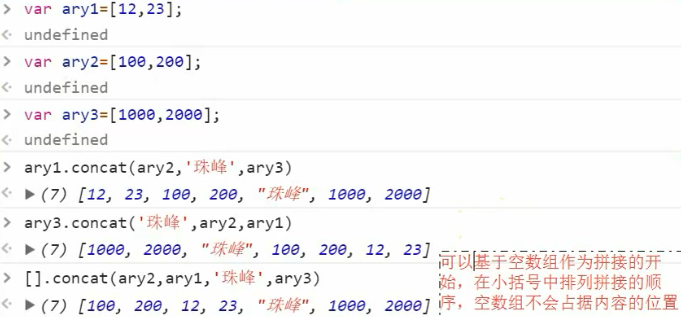 > var ary1=[12,23];
< undefined
> var ary2=[100,200];
< undefined
> var ary3=[1000,2000];
< undefined
> ary1.concat(ary2,'珠峰',ary3)
< ▶ (7) [12, 23, 100, 200, "珠峰", 1000, 2000]
> ary3.concat('珠峰',ary2,ary1)
< ▶ (7) [1000, 2000, "珠峰", 100, 200, 12, 23]
> [].concat(ary2,ary1,'珠峰',ary3)
< ▶ (7) [100, 200, 12, 23, "珠峰", 1000, 2000]
可以基于空数组作为拼接的开
始，在小括号中排列拼接的顺
序，空数组不会占据内容的位置